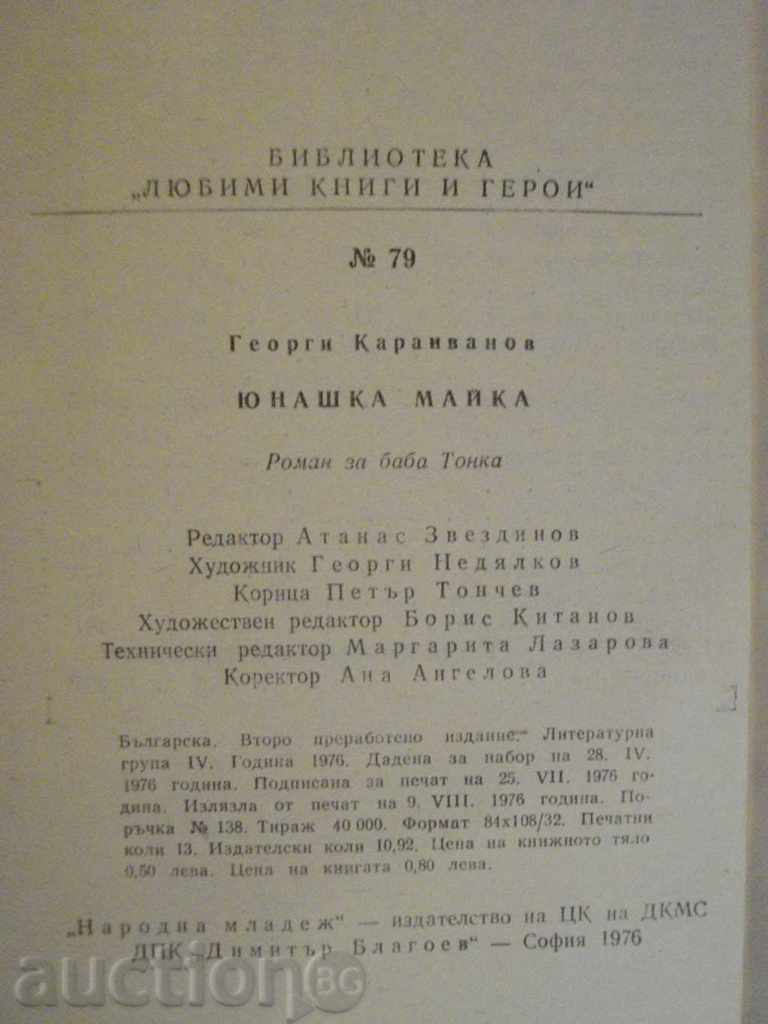 БИБЛИОТЕКА
„ЛЮБИМИ КНИГИ И ГЕРОИ“
№ 79
Георги Караиванов
ЮНАШКА МАЙКА
Роман за баба Тонка
Редактор Атанас Звездинов
Художник Георги Недялков
Корица Петър Тончев
Художествен редактор Борис Китанов
Технически редактор Маргарита Лазарова
Коректор Ана Ангелова
Българска. Второ преработено издание. Литературна
група IV. Година 1976. Дадена за набор на 28. IV.
1976 година. Подписана за печат на 25. VII. 1976 го-
дина. Излязла от печат на 9. VIII. 1976 година. По-
ръчка № 138. Тираж 40 000. Формат 84х108/32. Печатни
коли 13. Издателски коли 10,92. Цена на книжното тяло
0,50 лева. Цена на книгата 0,80 лева.
„Народна младеж“ — издателство на ЦК на ДКМС
ДПК „Димитър Благоев“ — София 1976
auction BG